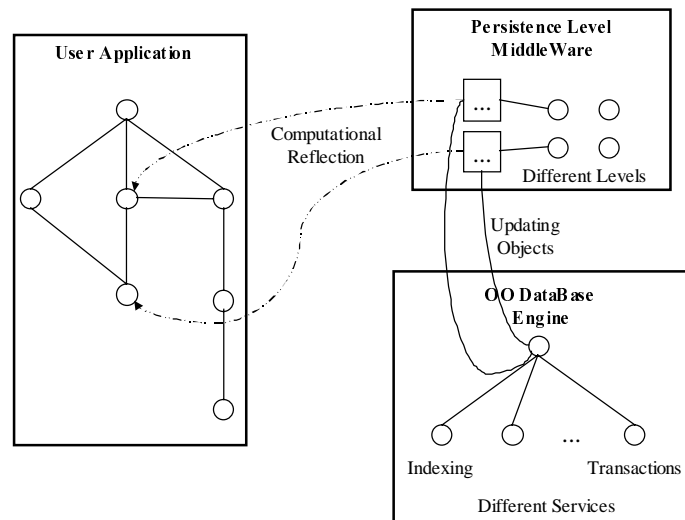 User Application
Persistence Level
MiddleWare
...
...
Computational
Reflection
Different Levels
Updating
Objects
OO DataBase
Engine
...
Indexing
Transactions
Different Services